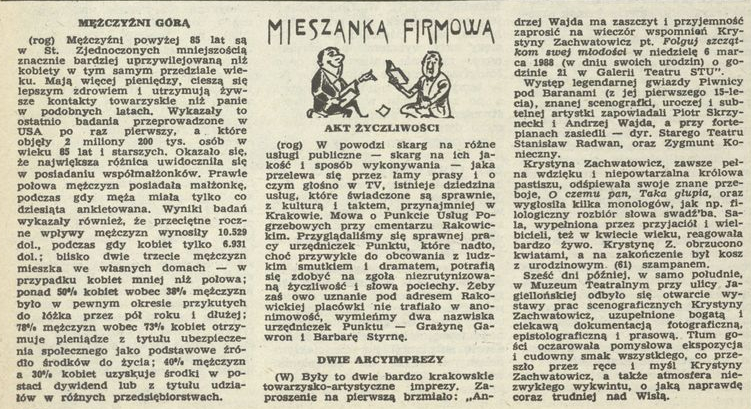 MĘŻCZYŹNI GÓRĄ
(rog) Mężczyźni powyżej 85 lat są
w St. Zjednoczonych mniejszością
znacznie bardziej uprzywilejowaną niż
kobiety w tym samym przedziale wie-
ku. Mają więcej pieniędzy, cieszą się
lepszym zdrowiem i utrzymują żyw-
sze kontakty towarzyskie niż panie
w podobnych latach. Wykazały to
ostatnio badania przeprowadzone w
USA po raz pierwszy, a które
objęły 2 miliony 200 tys. osób w
wieku 85 lat i starszych. Okazało się,
że największa różnica uwidoczniła się
w posiadaniu współmałżonków. Prawie
połowa mężczyzn posiadała małżonkę,
podczas gdy męża miała tylko co
dziesiąta ankietowana. Wyniki badań
wykazały również, że przeciętne rocz-
ne wpływy mężczyzn wynosiły 10.529
dol., podczas gdy kobiet tylko 6.931
dol.; blisko dwie trzecie mężczyzn
mieszka we własnych domach — w
przypadku kobiet mniej niż połowa;
ponad 50% kobiet wobec 38% mężczyzn
było w pewnym okresie przykutych
do łóżka przez pół roku i dłużej;
78% mężczyzn wobec 73% kobiet otrzy-
muje pieniądze z tytułu ubezpiecze-
nia społecznego jako podstawowe źró-
dło środków do życia; 40% mężczyzn
a 30% kobiet uzyskuje środki w po-
staci dywidend lub z tytułu udzia-
łów w różnych przedsiębiorstwach.
MIESZANKA FIRMOWA
AKT ŻYCZLIWOŚCI
(rog) W powodzi skarg na różne
usługi publiczne — skarg na ich ja-
kość i sposób wykonywania — jaka
przelewa się przez łamy prasy i o
czym głośno w TV, istnieje dziedzina
usług, które świadczone są sprawnie,
z kulturą i taktem, przynajmniej w
Krakowie. Mowa o Punkcie Usług Po-
grzebowych przy cmentarzu Rakowic-
kim. Przyglądaliśmy się sprawnej pra-
cy urzędniczek Punktu, które nadto,
choć przywykłe do obcowania z ludz-
kim smutkiem i dramatem, potrafią
się zdobyć na zgoła niezrutynizowa-
ną życzliwość i słowa pociechy. Żeby
zaś owo uznanie pod adresem Rako-
wickiej placówki nie trafiało w ano-
nimowość, wymieńmy dwa nazwiska
urzędniczek Punktu — Grażynę Ga-
wron i Barbarę Styrnę.
DWIE ARCYIMPREZY
(W) Były to dwie bardzo krakowskie
towarzysko-artystyczne imprezy. Za-
proszenie na pierwszą brzmiało: „An-
drzej Wajda ma zaszczyt i przyjemność
zaprosić na wieczór wspomnień Kry-
styny Zachwatowicz pt. Folguj szcząt-
kom swej młodości w niedzielę 6 mar-
ca 1988 (w dniu swoich urodzin) o go-
dzinie 21 w Galerii Teatru STU".
Występ legendarnej gwiazdy Piwnicy
pod Baranami (z jej pierwszego 15-le-
cia), znanej scenografki, uroczej i sub-
telnej artystki zapowiadali Piotr Skrzy-
necki i Andrzej Wajda, a przy forte-
pianach zasiedli — dyr. Starego Teatru
Stanisław Radwan, oraz Zygmunt Ko-
nieczny.
Krystyna Zachwatowicz, zawsze peł-
na wdzięku i niepowtarzalna królowa
pastiszu, odśpiewała swoje znane prze-
boje, O czemu pan, Taka głupia, oraz
wygłosiła kilka monologów, jak np. fi-
lologiczny rozbiór słowa swadź'ba. Sa-
la, wypełniona przez przyjaciół i wiel-
bicieli, też w kwiecie wieku, reagowała
bardzo żywo. Krystynę Z. obrzucono
kwiatami, a na zakończenie był kosz
z urodzinowym (61) szampanem.
Sześć dni później, w samo południe,
w Muzeum Teatralnym przy ulicy Ja-
giellońskiej odbyło się otwarcie wy-
stawy prac scenograficznych Krystyny
Zachwatowicz, uzupełnione bogatą i
ciekawą dokumentacją fotograficzną,
epistolograficzną i prasową. Tłum go-
ści oczarowała pomysłowa ekspozycja
i cudowny smak wszystkiego, co prze-
szło przez ręce i myśl Krystyny
Zachwatowicz, a także atmosfera nie-
zwykłego wykwintu, o jaką naprawdę
coraz trudniej nad Wisłą.